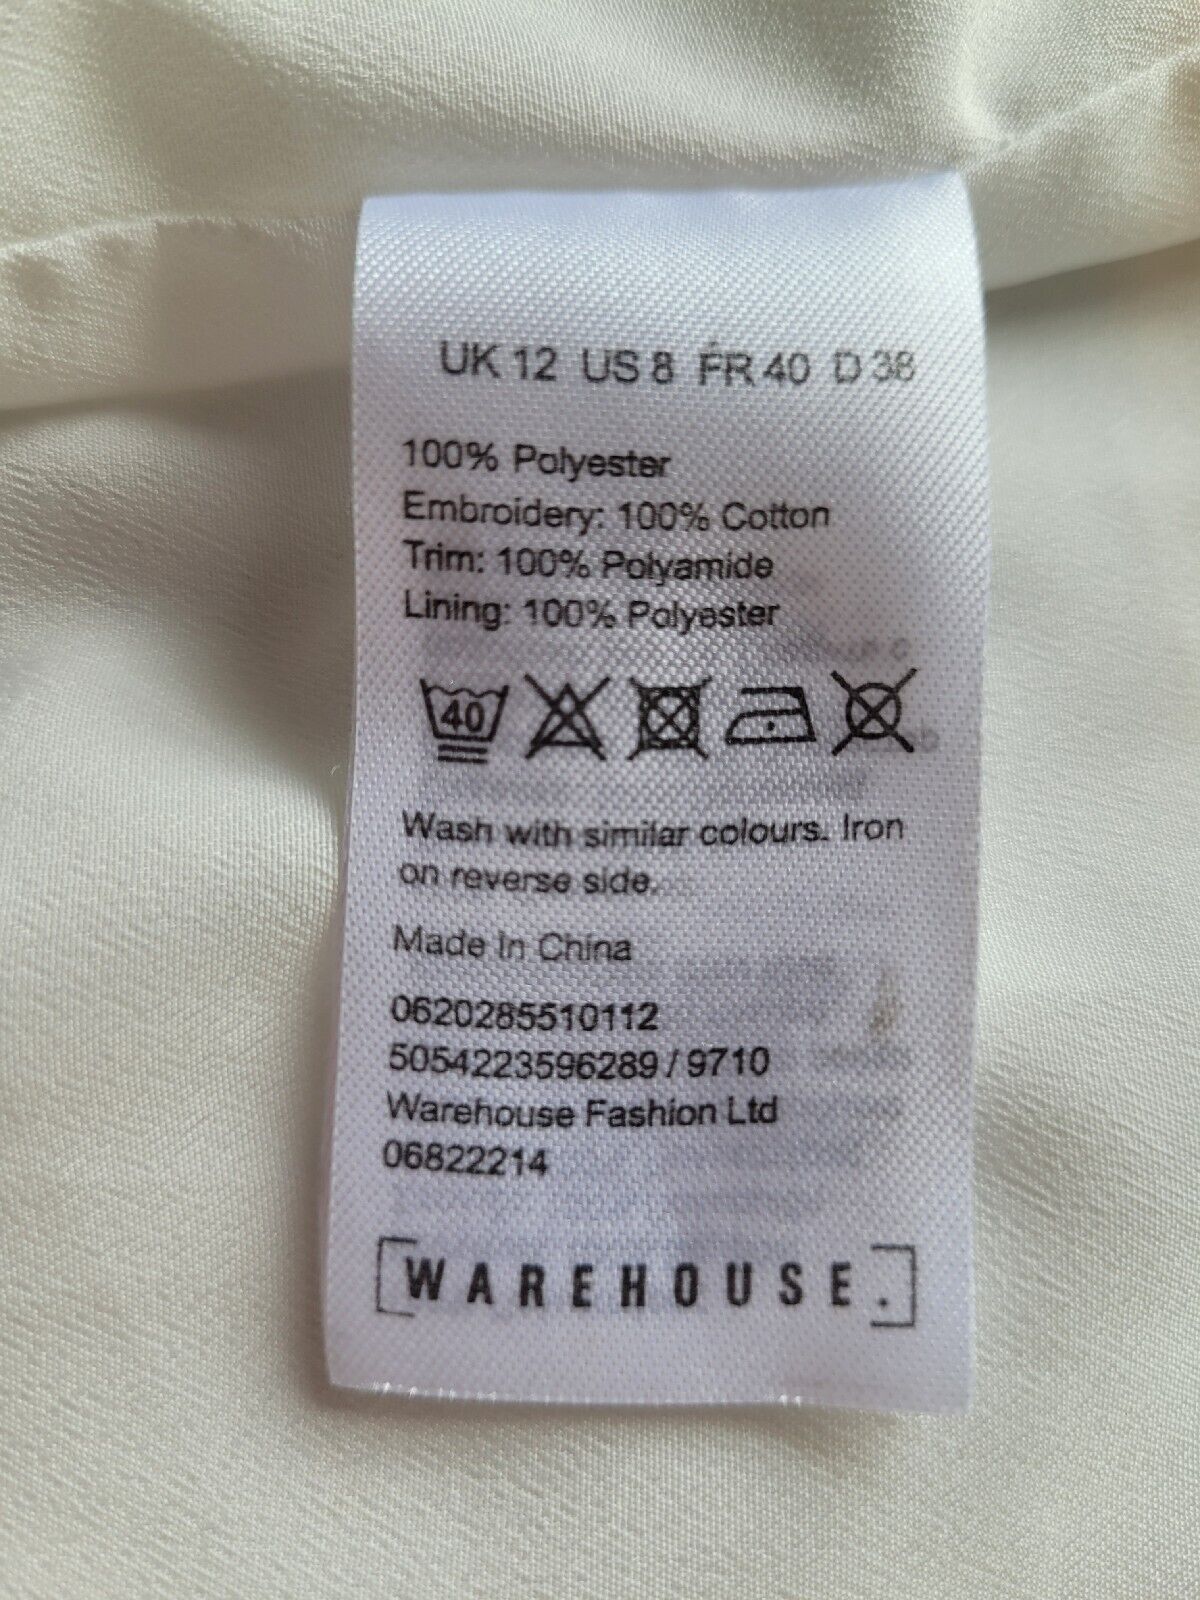 UK 12 US 8 FR 40 D 38
100% Polyester
Embroidery: 100% Cotton
Trim: 100% Polyamide
Lining: 100% Polyester
40
Wash with similar colours. Iron
on reverse side.
Made In China
0620285510112
5054223596289 / 9710
Warehouse Fashion Ltd
06822214
[WAREHOUSE.]